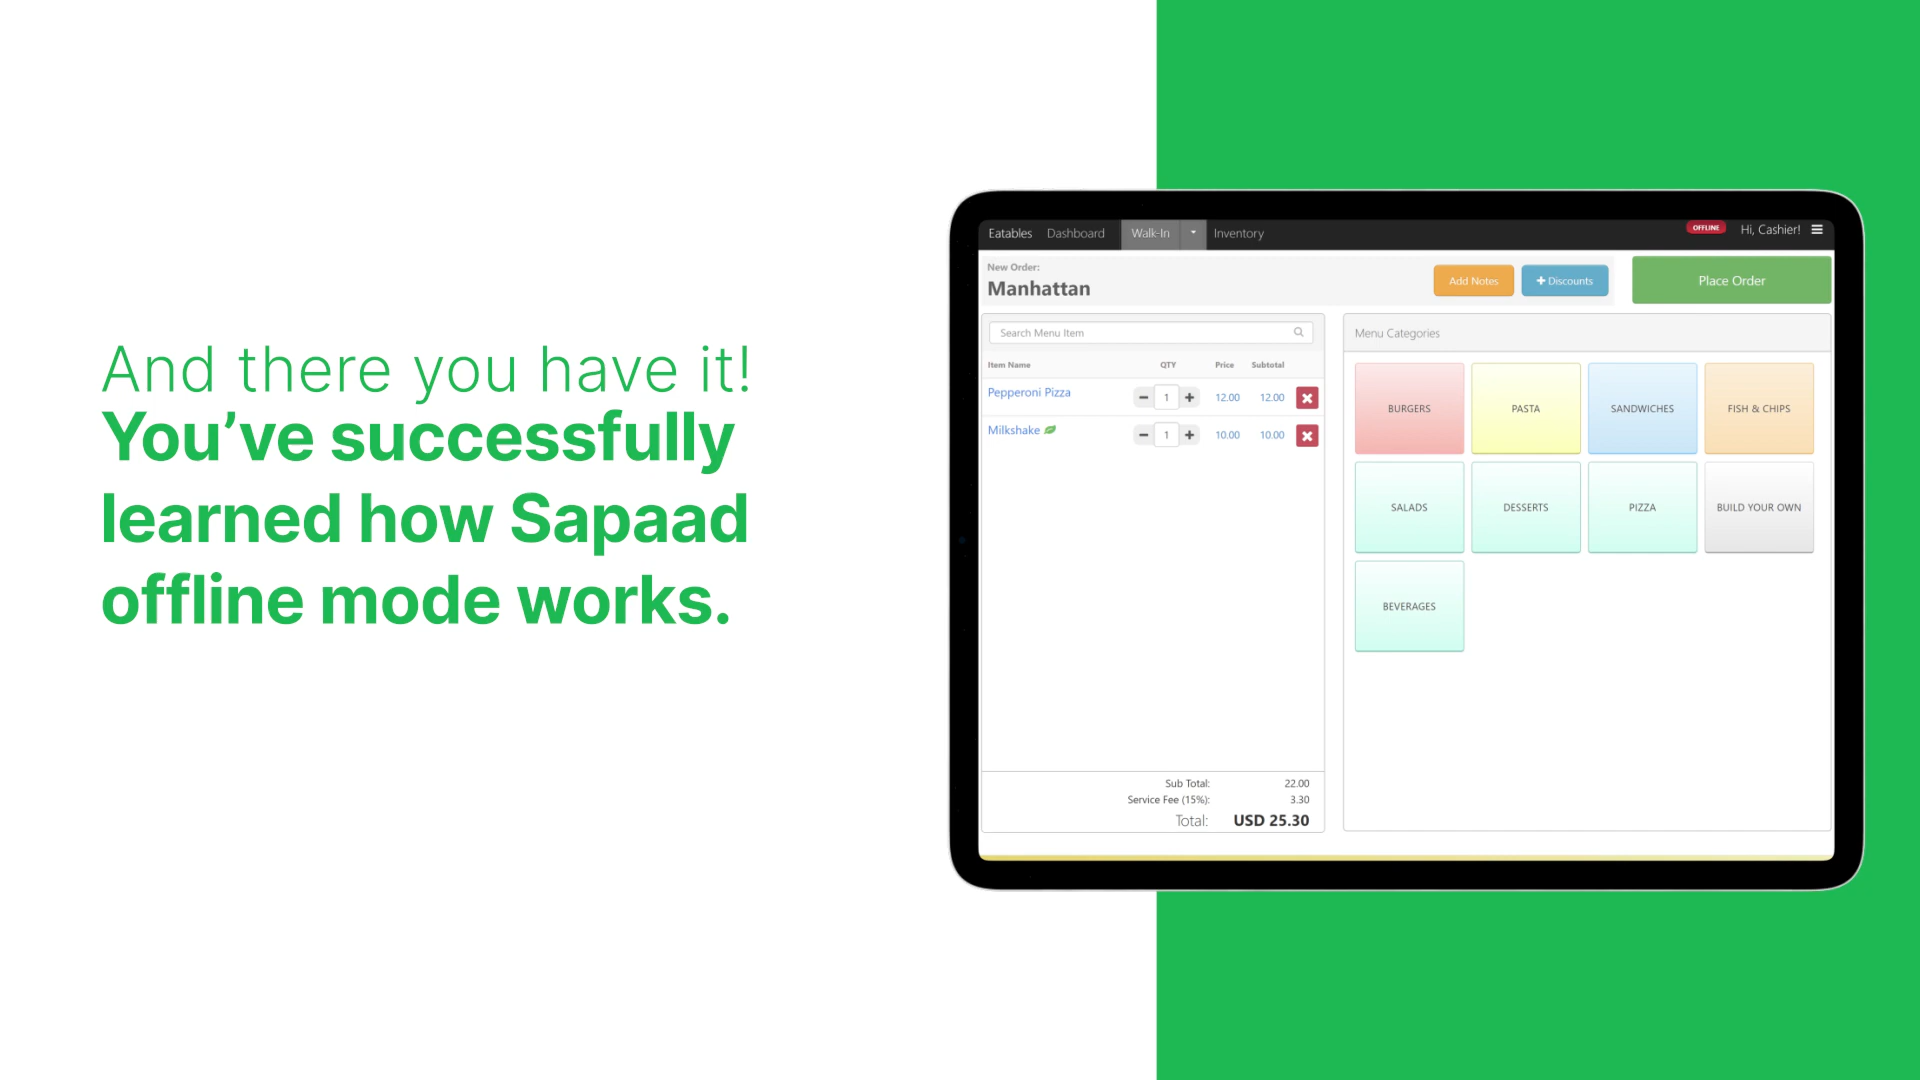 And there you have it!
You’ve successfully
learned how Sapaad
offline mode works.
Eatables Dashboard Walk-In Inventory OFFLINE Hi, Cashier!
New Order:
Manhattan
Add Notes + Discounts Place Order
Search Menu Item
Item Name QTY Price Subtotal
Pepperoni Pizza 1 12.00 12.00
Milkshake 1 10.00 10.00
Sub Total: 22.00
Service Fee (15%): 3.30
Total: USD 25.30
Menu Categories
BURGERS PASTA SANDWICHES FISH & CHIPS
SALADS DESSERTS PIZZA BUILD YOUR OWN
BEVERAGES